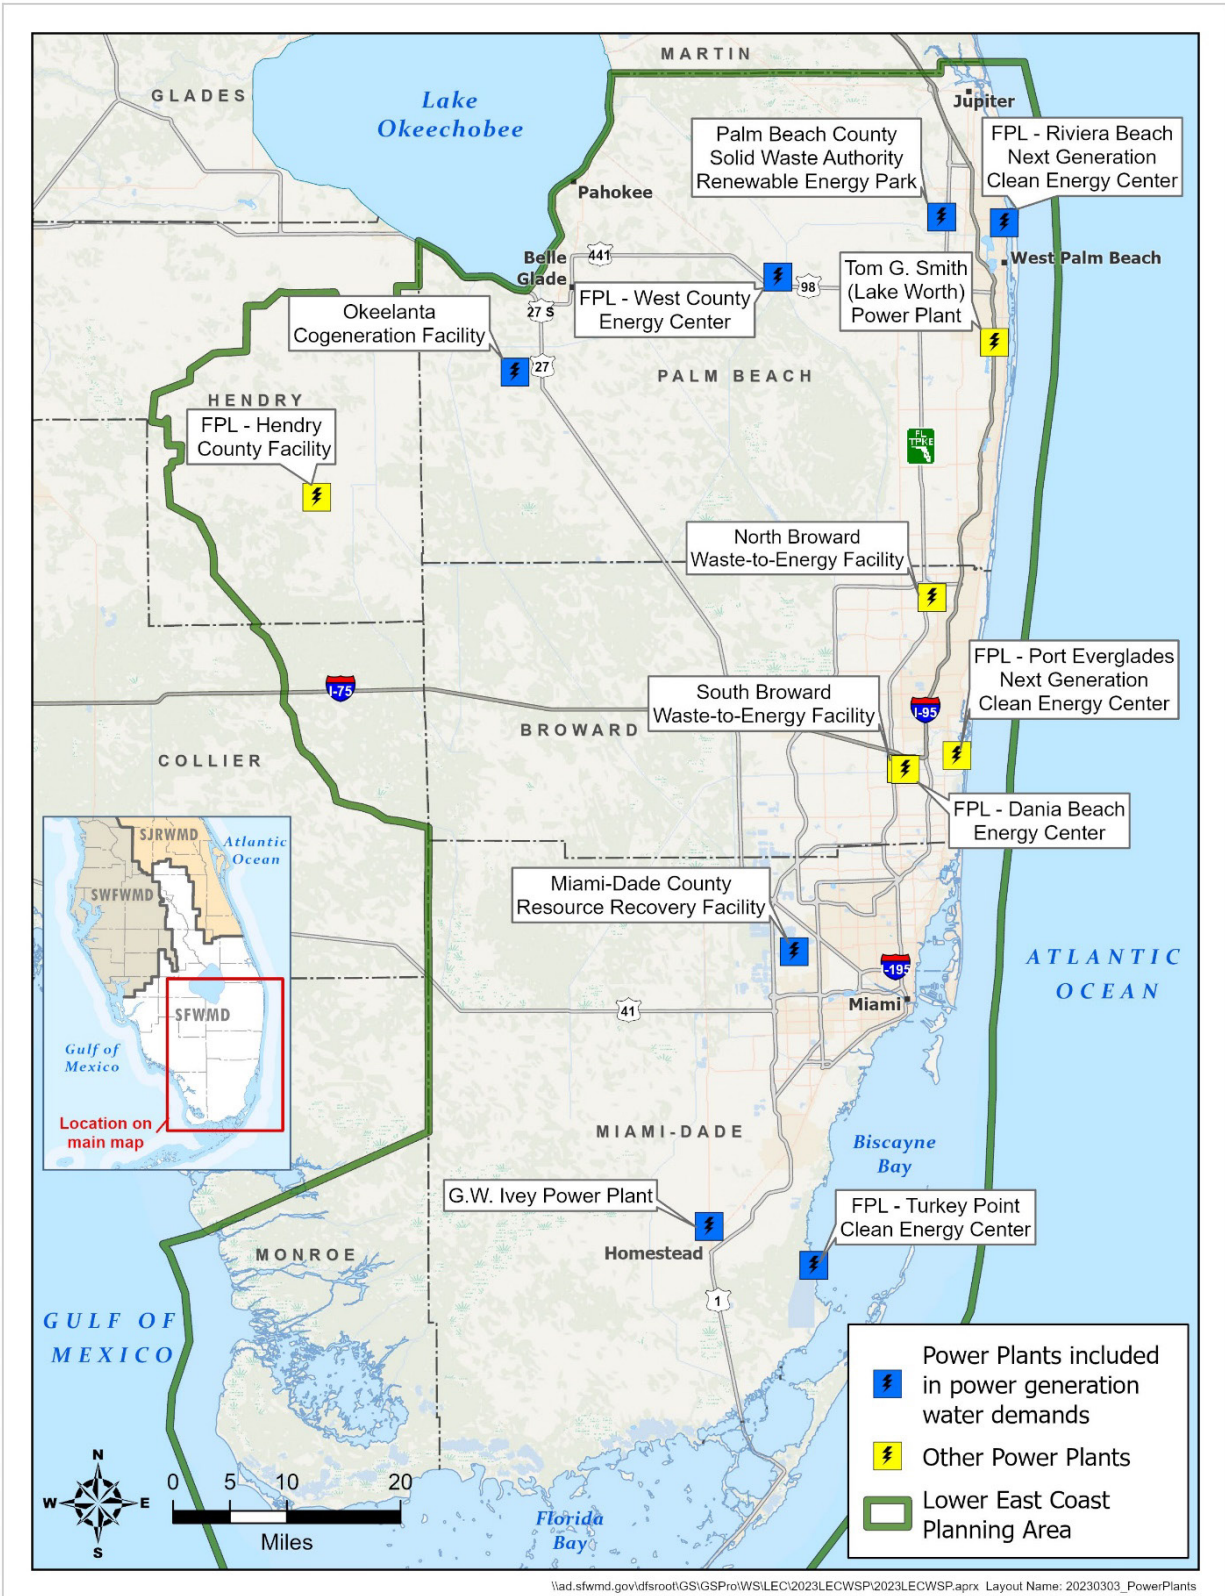 MARTIN
GLADES
Lake
Okeechobee
Jupiter
Palm Beach County
Solid Waste Authority
Renewable Energy Park
FPL - Riviera Beach
Next Generation
Clean Energy Center
Pahokee
West Palm Beach
441
Belle
Glade
98
FPL - West County
Energy Center
Tom G. Smith
(Lake Worth)
Power Plant
27 S
Okeelanta
Cogeneration Facility
27
PALM BEACH
HENDRY
FPL - Hendry
County Facility
FL
TPKE
North Broward
Waste-to-Energy Facility
FPL - Port Everglades
Next Generation
Clean Energy Center
South Broward
Waste-to-Energy Facility
I-75
I-95
BROWARD
COLLIER
FPL - Dania Beach
Energy Center
SJRWMD
Atlantic
Ocean
SWFWMD
SFWMD
Gulf of
Mexico
Location on
main map
Miami-Dade County
Resource Recovery Facility
ATLANTIC
OCEAN
-195
Miami
41
MIAMI-DADE
Biscayne
Bay
G.W. Ivey Power Plant
FPL - Turkey Point
Clean Energy Center
Homestead
MONROE
1
GULF OF
MEXICO
Power Plants included
in power generation
water demands
Other Power Plants
Lower East Coast
Planning Area
N
W E
S
0 5 10 20
Miles
Florida
Bay
\\ad.sfwmd.gov\dfsroot\GS\GSPro\WS\LEC\2023LECWSP\2023LECWSP.aprx Layout Name: 20230303_PowerPlants